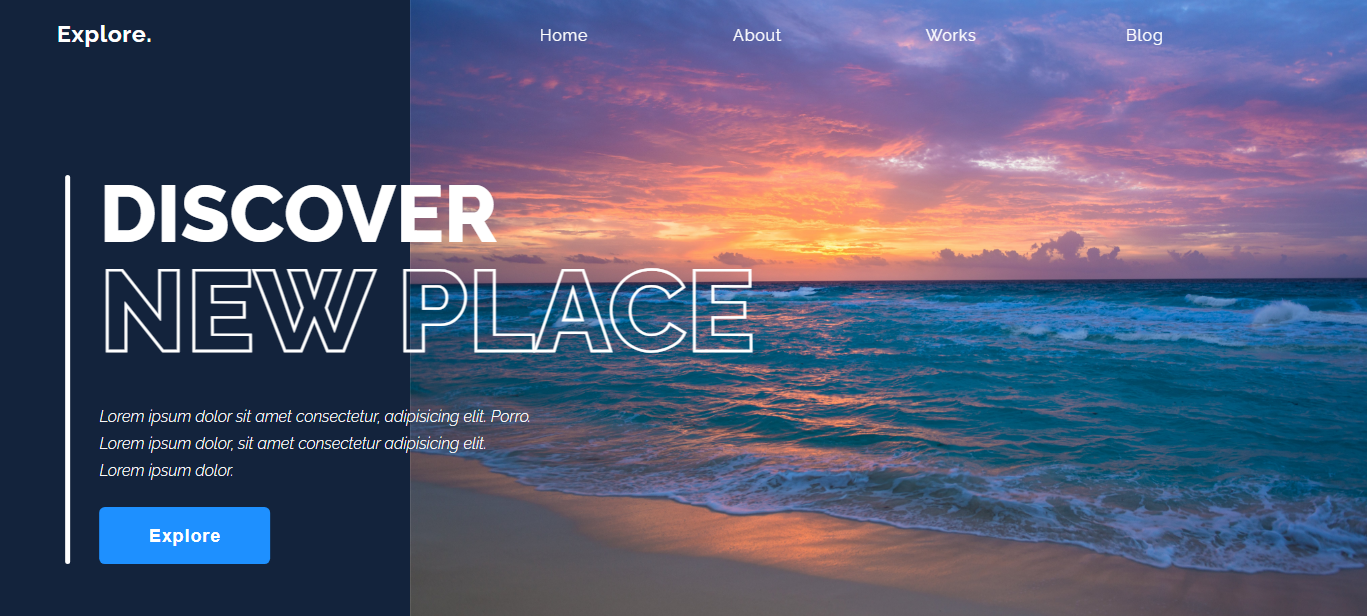 Explore.
Home
About
Works
Blog
DISCOVER
NEW PLACE
Lorem ipsum dolor sit amet consectetur, adipisicing elit. Porro.
Lorem ipsum dolor, sit amet consectetur adipisicing elit.
Lorem ipsum dolor.
Explore